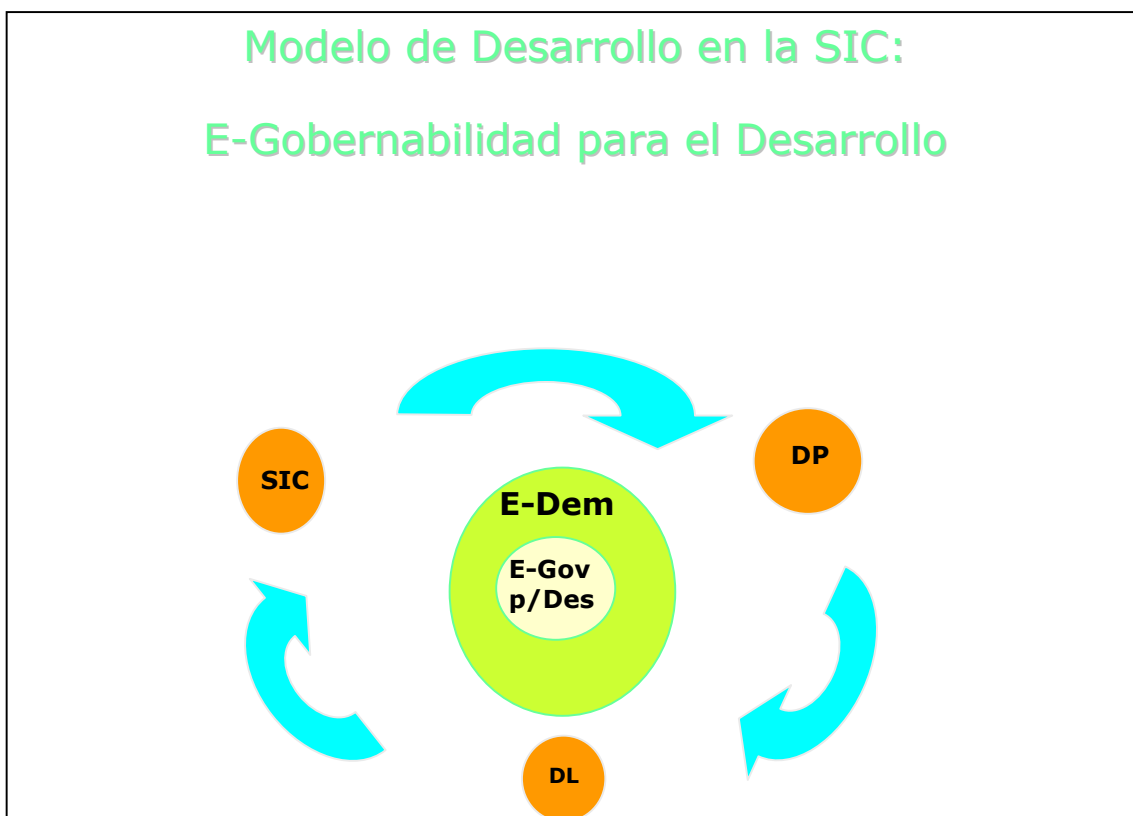 Modelo de Desarrollo en la SIC:
E-Gobernabilidad para el Desarrollo
SIC
DP
E-Dem
E-Gov
p/Des
DL